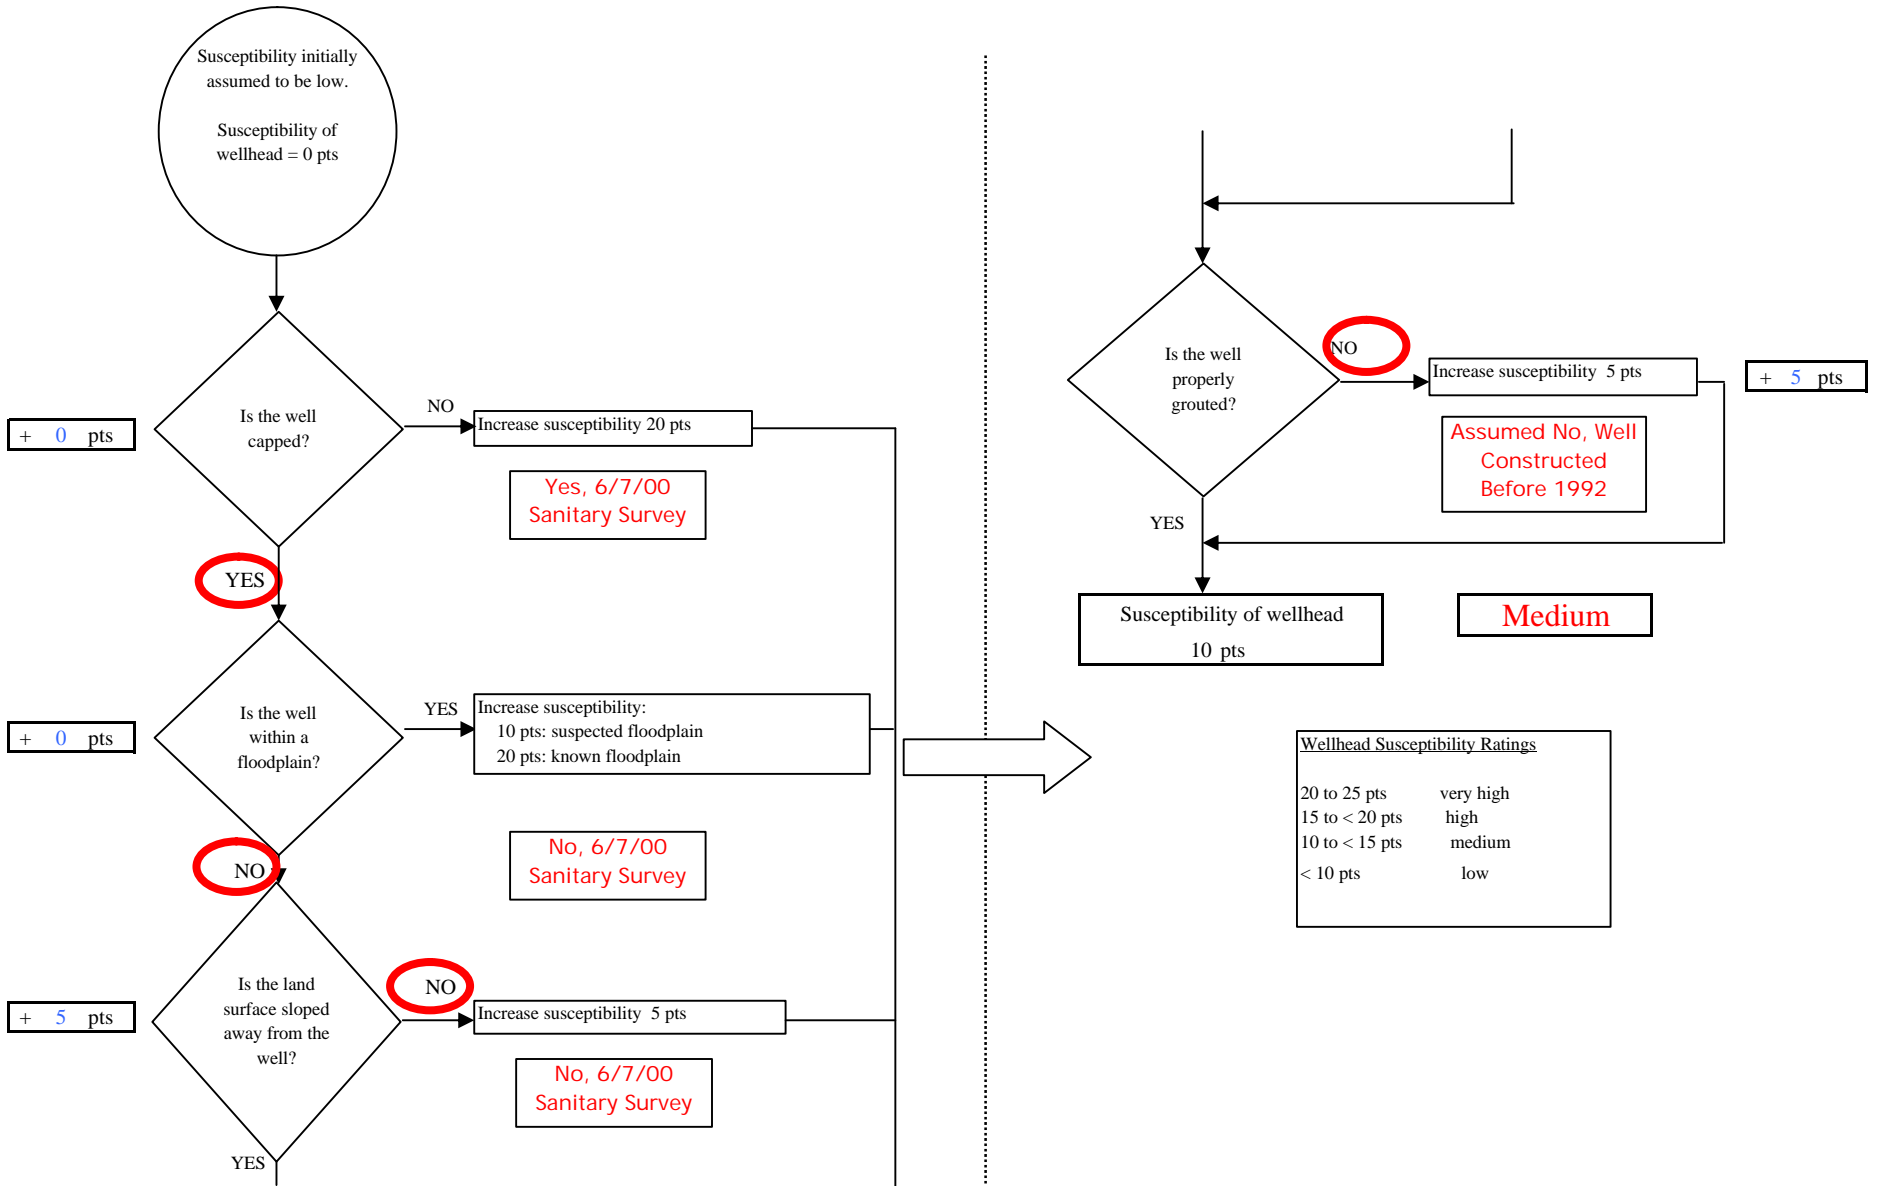 Susceptibility initially
assumed to be low.
Susceptibility of
wellhead = 0 pts
Is the well
capped?
NO
Increase susceptibility 20 pts
+ 0 pts
Yes, 6/7/00
Sanitary Survey
YES
Is the well
within a
floodplain?
YES
Increase susceptibility:
10 pts: suspected floodplain
20 pts: known floodplain
+ 0 pts
No, 6/7/00
Sanitary Survey
NO
Is the land
surface sloped
away from the
well?
NO
Increase susceptibility 5 pts
+ 5 pts
No, 6/7/00
Sanitary Survey
YES
Is the well
properly
grouted?
NO
Increase susceptibility 5 pts
+ 5 pts
Assumed No, Well
Constructed
Before 1992
YES
Susceptibility of wellhead
10 pts
Medium
Wellhead Susceptibility Ratings
20 to 25 pts very high
15 to < 20 pts high
10 to < 15 pts medium
< 10 pts low